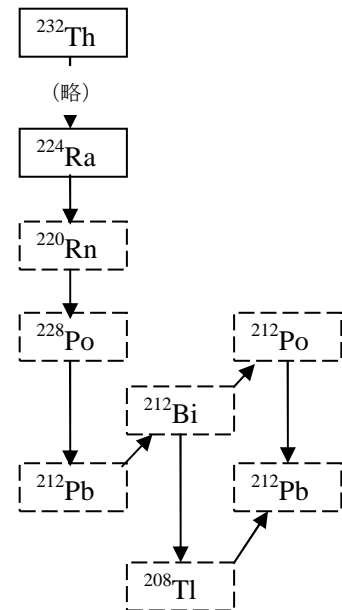 ²³²Th
(略)
²²⁴Ra
²²⁰Rn
²²⁸Po
²¹²Po
²¹²Bi
²¹²Pb
²¹²Pb
²⁰⁸Tl